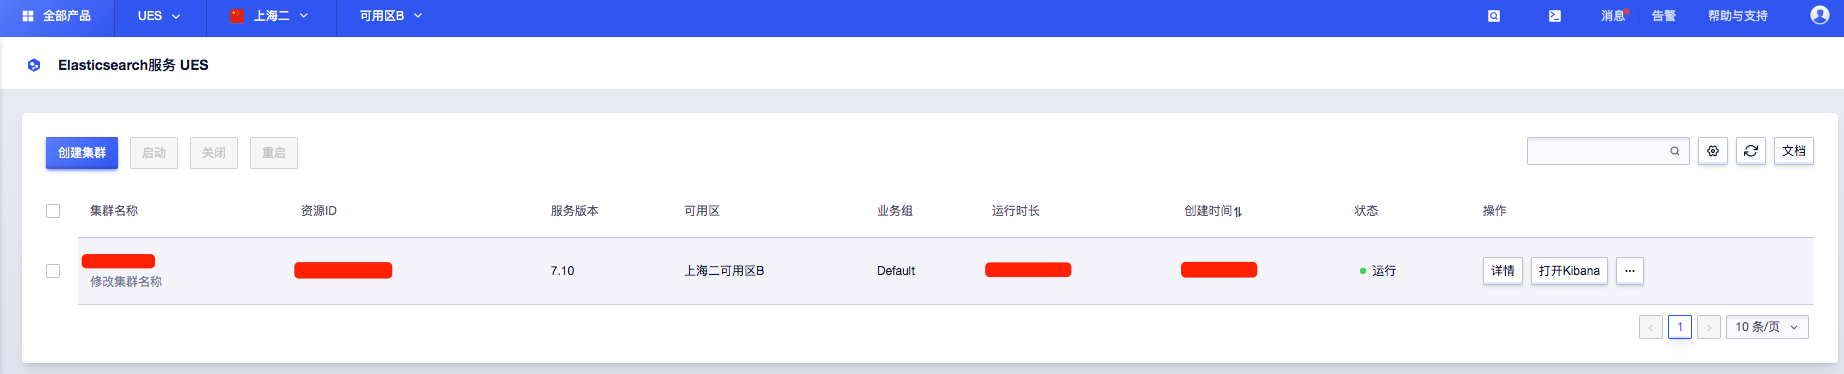 全部产品 UES 上海二 可用区B 消息 告警 帮助与支持
Elasticsearch服务 UES
创建集群 启动 关闭 重启 文档
集群名称 资源ID 服务版本 可用区 业务组 运行时长 创建时间 状态 操作
7.10 上海二可用区B Default 运行 详情 打开Kibana ···
修改集群名称
1 10 条/页